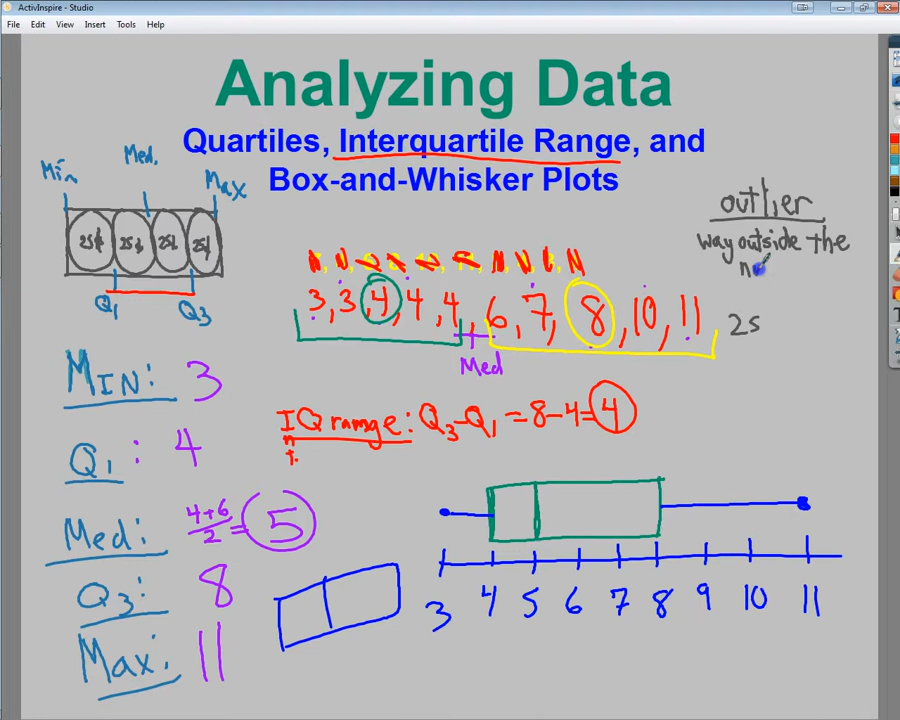 ActivInspire - Studio
File Edit View Insert Tools Help
Analyzing Data
Quartiles, Interquartile Range, and
Box-and-Whisker Plots
Min Med. Max
25% 25% 25% 25%
Q1 Q3
outlier
way outside the
n
3, 3, 4, 4, 4, 6, 7, 8, 10, 11
25
Med
MIN: 3
Q1: 4
Med: 4+6/2 = 5
Q3: 8
Max: 11
IQ range: Q3-Q1 = 8-4 = 4
3 4 5 6 7 8 9 10 11